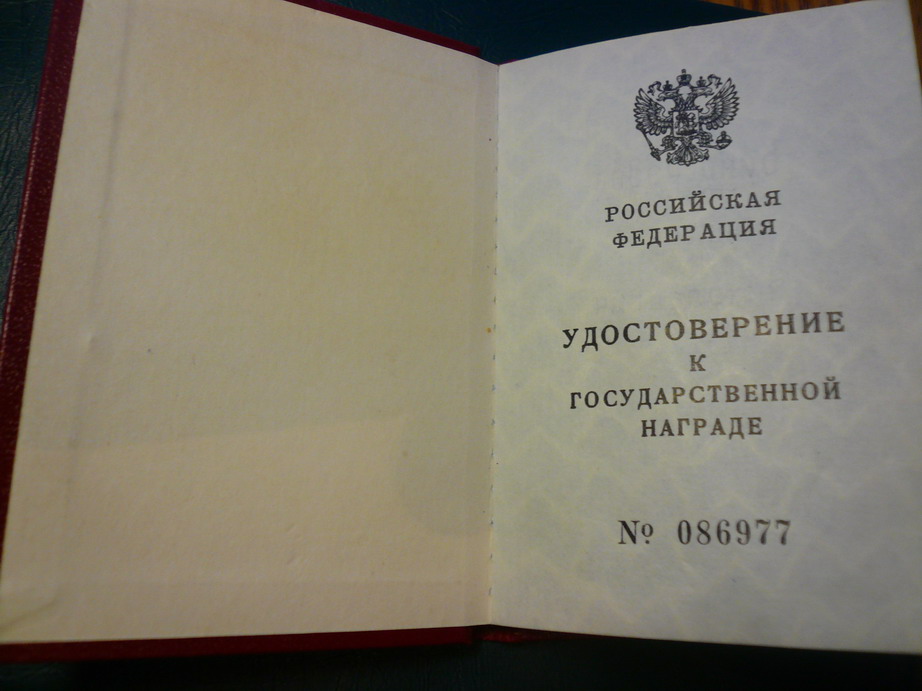 РОССИЙСКАЯ
ФЕДЕРАЦИЯ
УДОСТОВЕРЕНИЕ
К
ГОСУДАРСТВЕННОЙ
НАГРАДЕ
№ 086977